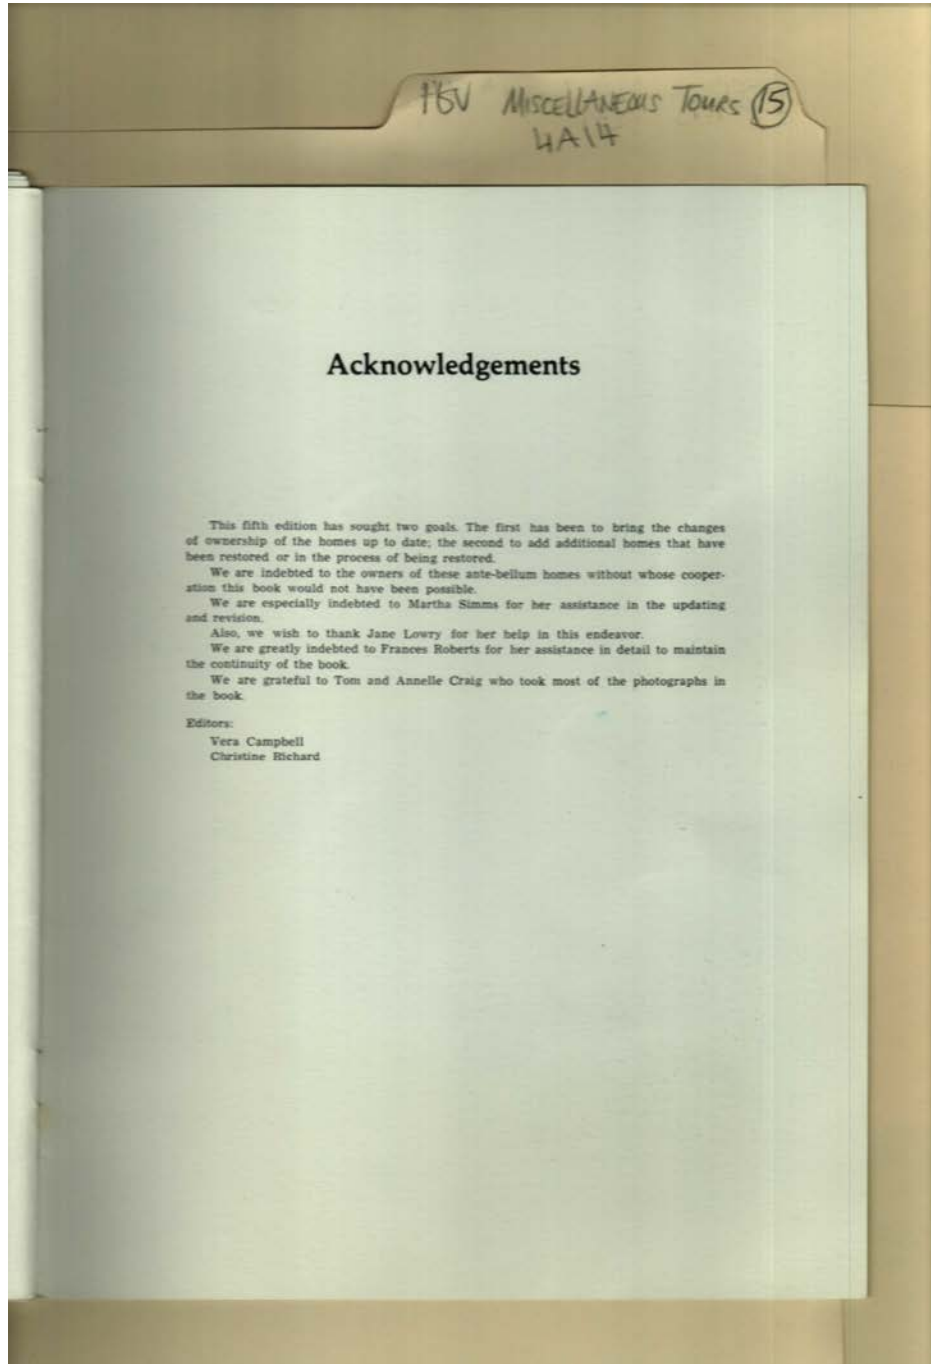 MISCELLANEOUS TOURS 15
4A14
Acknowledgements
This fifth edition has sought two goals. The first has been to bring the changes
of ownership of the homes up to date; the second to add additional homes that have
been restored or in the process of being restored.
We are indebted to the owners of these ante-bellum homes without whose cooper-
ation this book would not have been possible.
We are especially indebted to Martha Simms for her assistance in the updating
and revision.
Also, we wish to thank Jane Lowry for her help in this endeavor.
We are greatly indebted to Frances Roberts for her assistance in detail to maintain
the continuity of the book.
We are grateful to Tom and Annelle Craig who took most of the photographs in
the book.
Editors:
Vera Campbell
Christine Richard